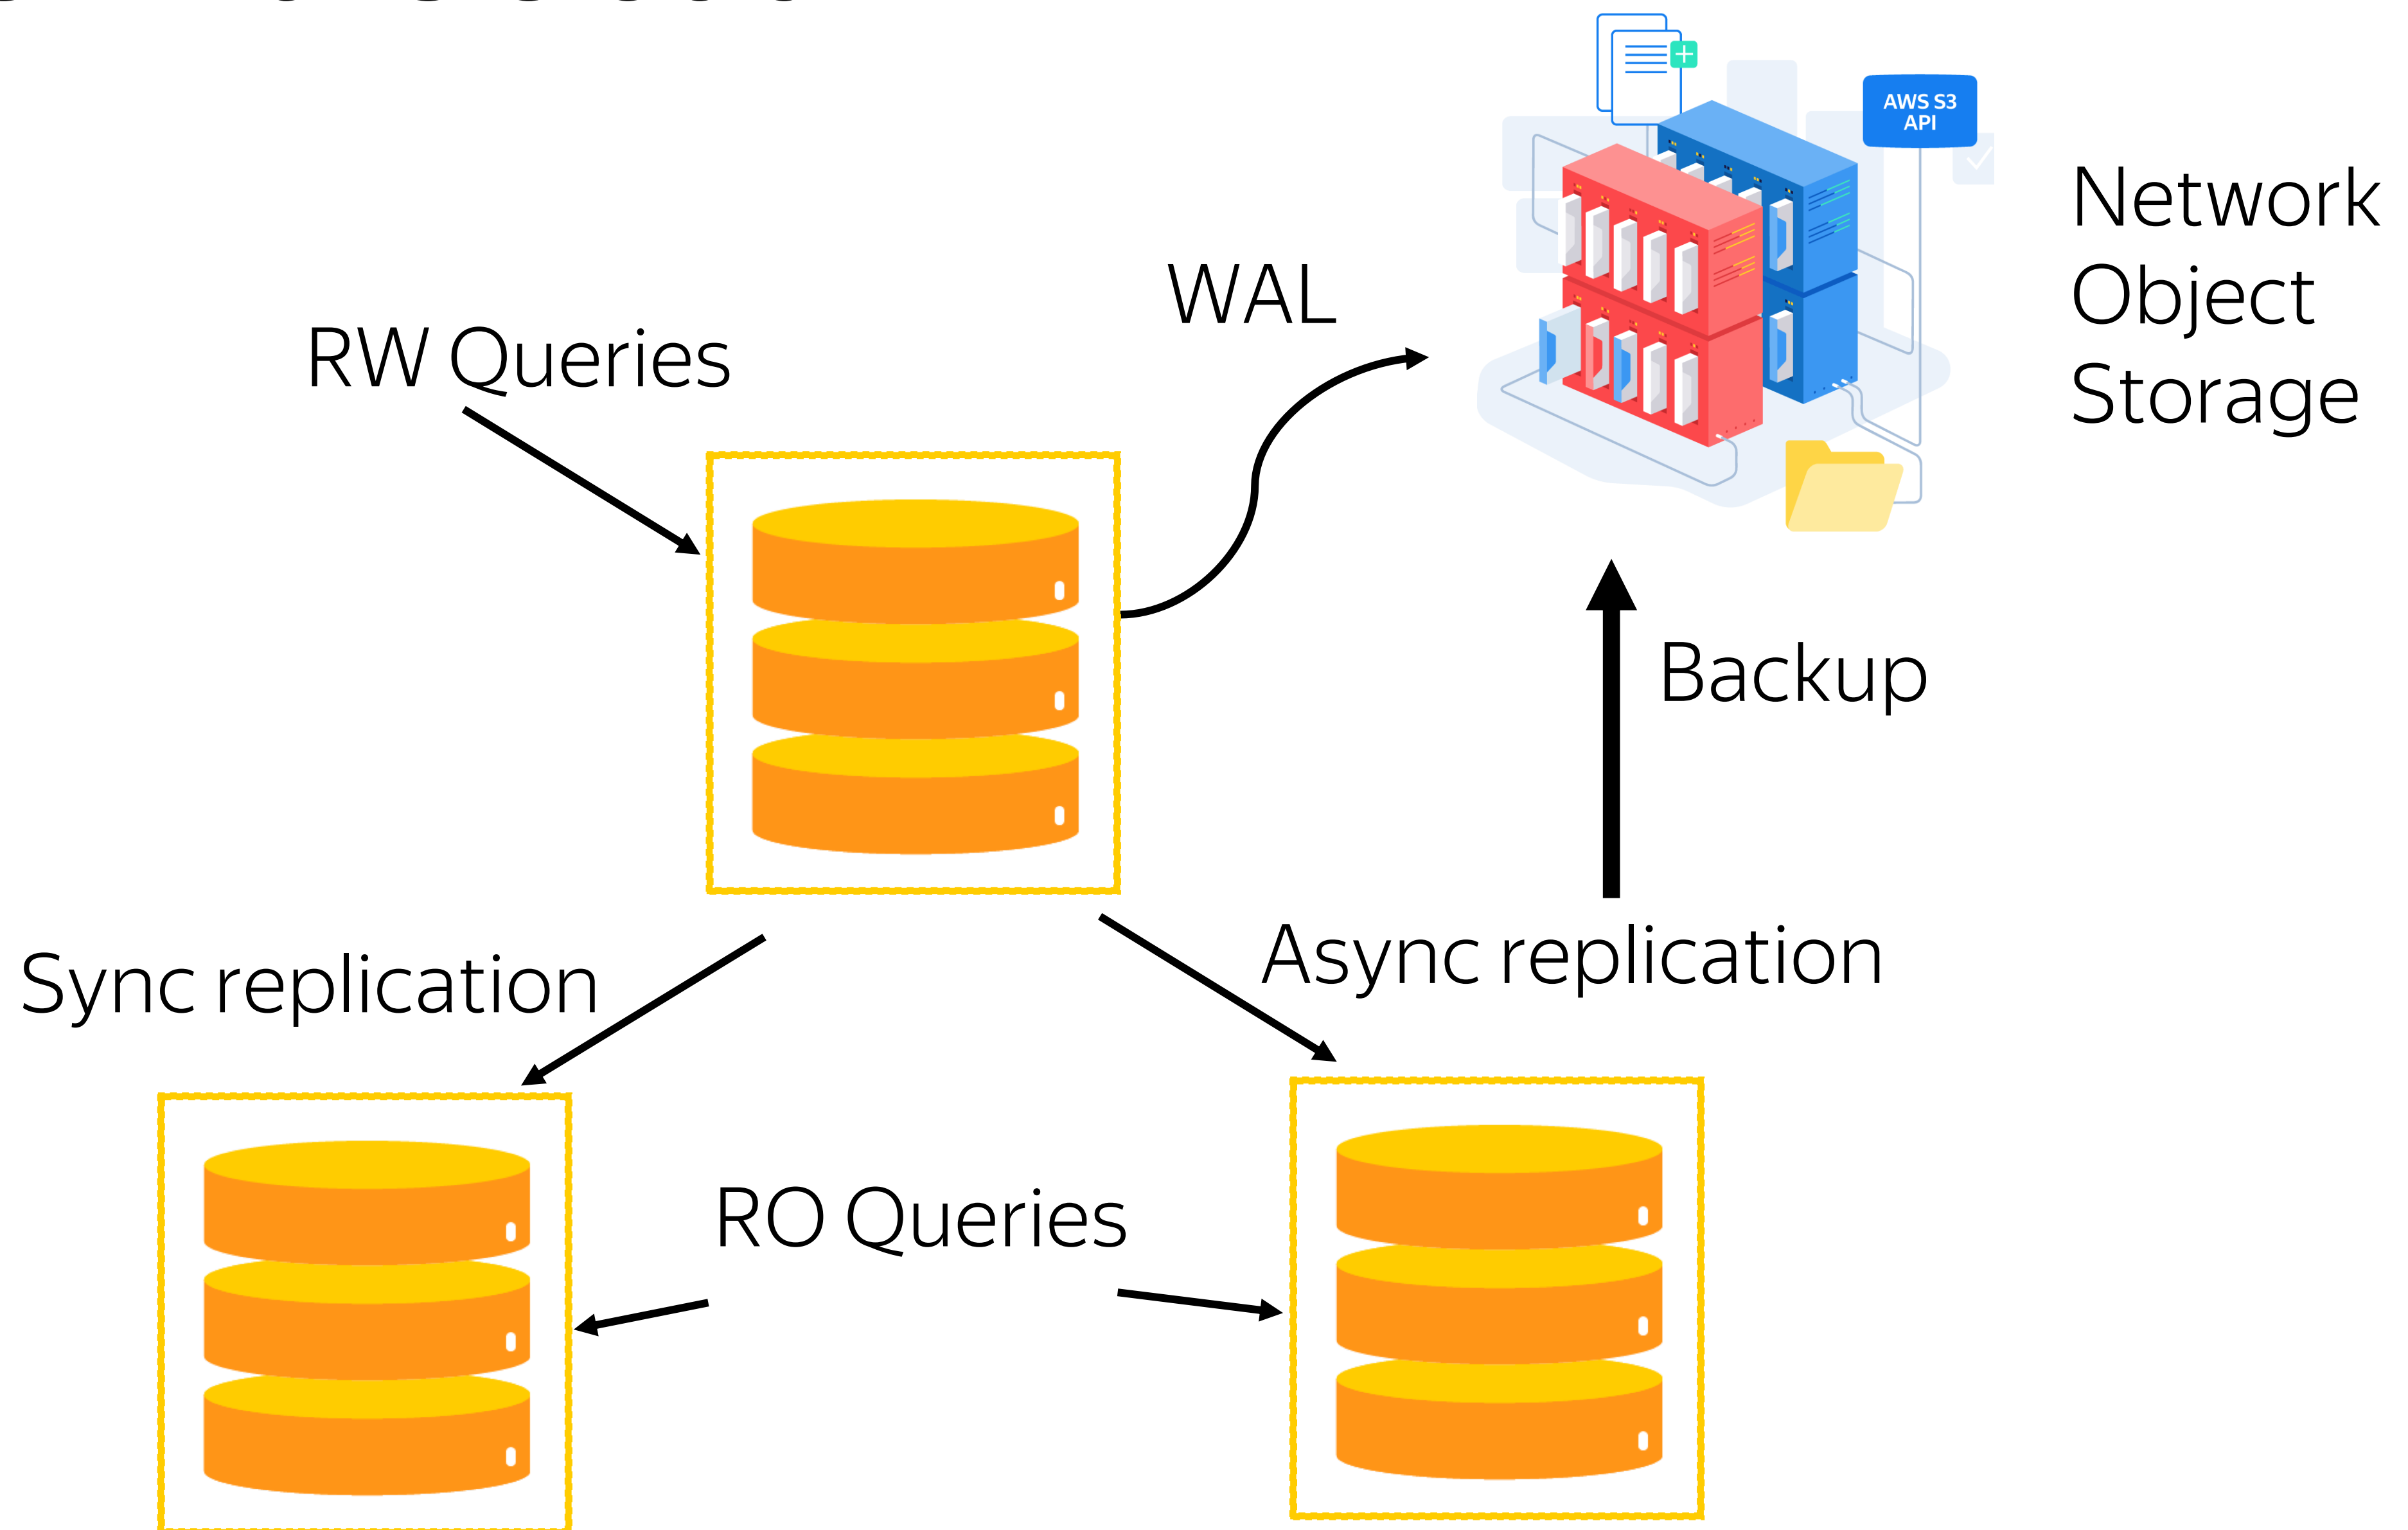 AWS S3
API
Network
Object
Storage
WAL
RW Queries
Backup
Sync replication
Async replication
RO Queries